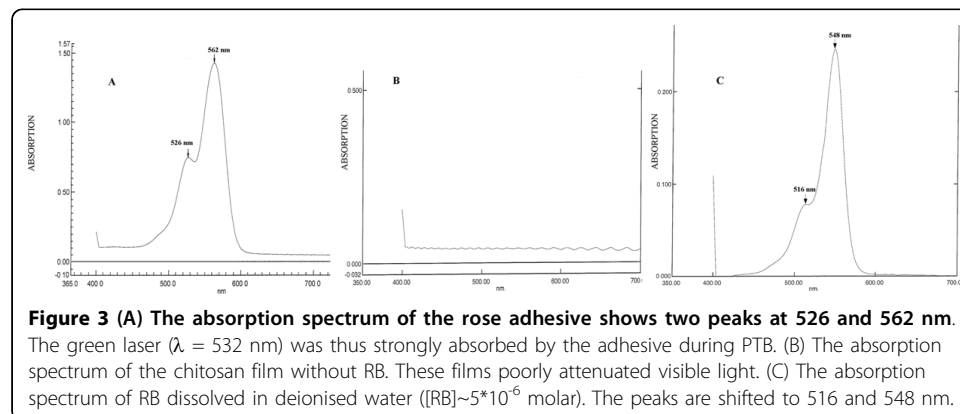 1.57
1.50
1.00
0.50
0.00
-0.10
ABSORPTION
A
526 nm
562 nm
365.0 400.0 500.0 600.0 700.0
nm
B
ABSORPTION
0.500
0.000
-0.032
350.00 400.00 500.00 600.00 700.
nm.
C
ABSORPTION
0.200
0.100
0.000
516 nm
548 nm
350.00 400.00 500.00 600.00 700.
nm.
Figure 3 (A) The absorption spectrum of the rose adhesive shows two peaks at 526 and 562 nm.
The green laser (λ = 532 nm) was thus strongly absorbed by the adhesive during PTB. (B) The absorption
spectrum of the chitosan film without RB. These films poorly attenuated visible light. (C) The absorption
spectrum of RB dissolved in deionised water ([RB]~5*10⁻⁶ molar). The peaks are shifted to 516 and 548 nm.